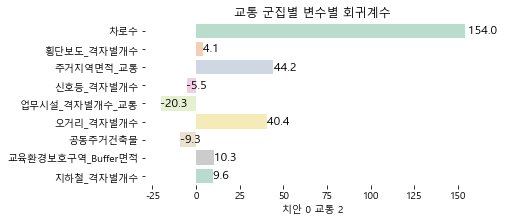 교통 군집별 변수별 회귀계수
차로수 154.0
횡단보도_격자별개수 4.1
주거지역면적_교통 44.2
신호등_격자별개수 -5.5
업무시설_격자별개수_교통 -20.3
오거리_격자별개수 40.4
공동주거건축물 -9.3
교육환경보호구역_Buffer면적 10.3
지하철_격자별개수 9.6
-25 0 25 50 75 100 125 150
치안 0 교통 2